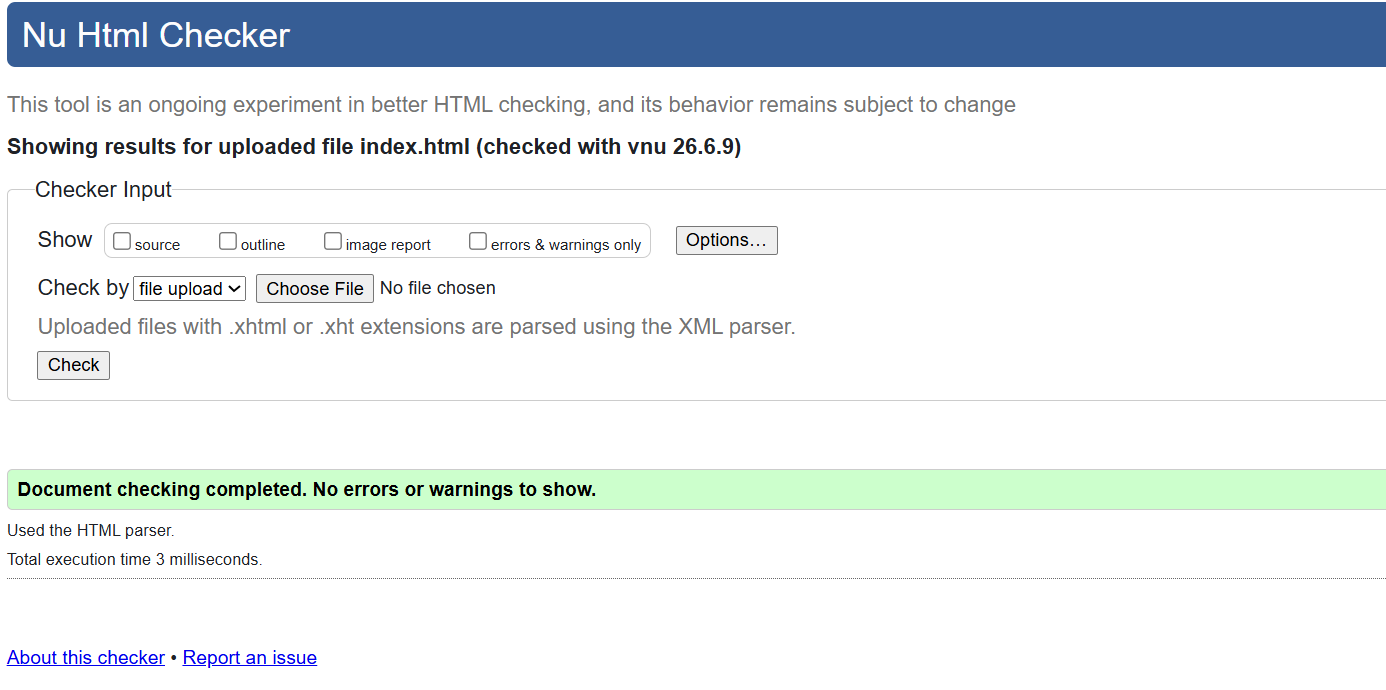 Nu Html Checker
This tool is an ongoing experiment in better HTML checking, and its behavior remains subject to change
Showing results for uploaded file index.html (checked with vnu 26.6.9)
Checker Input
Show source outline image report errors & warnings only Options…
Check by file upload Choose File No file chosen
Uploaded files with .xhtml or .xht extensions are parsed using the XML parser.
Check
Document checking completed. No errors or warnings to show.
Used the HTML parser.
Total execution time 3 milliseconds.
About this checker • Report an issue